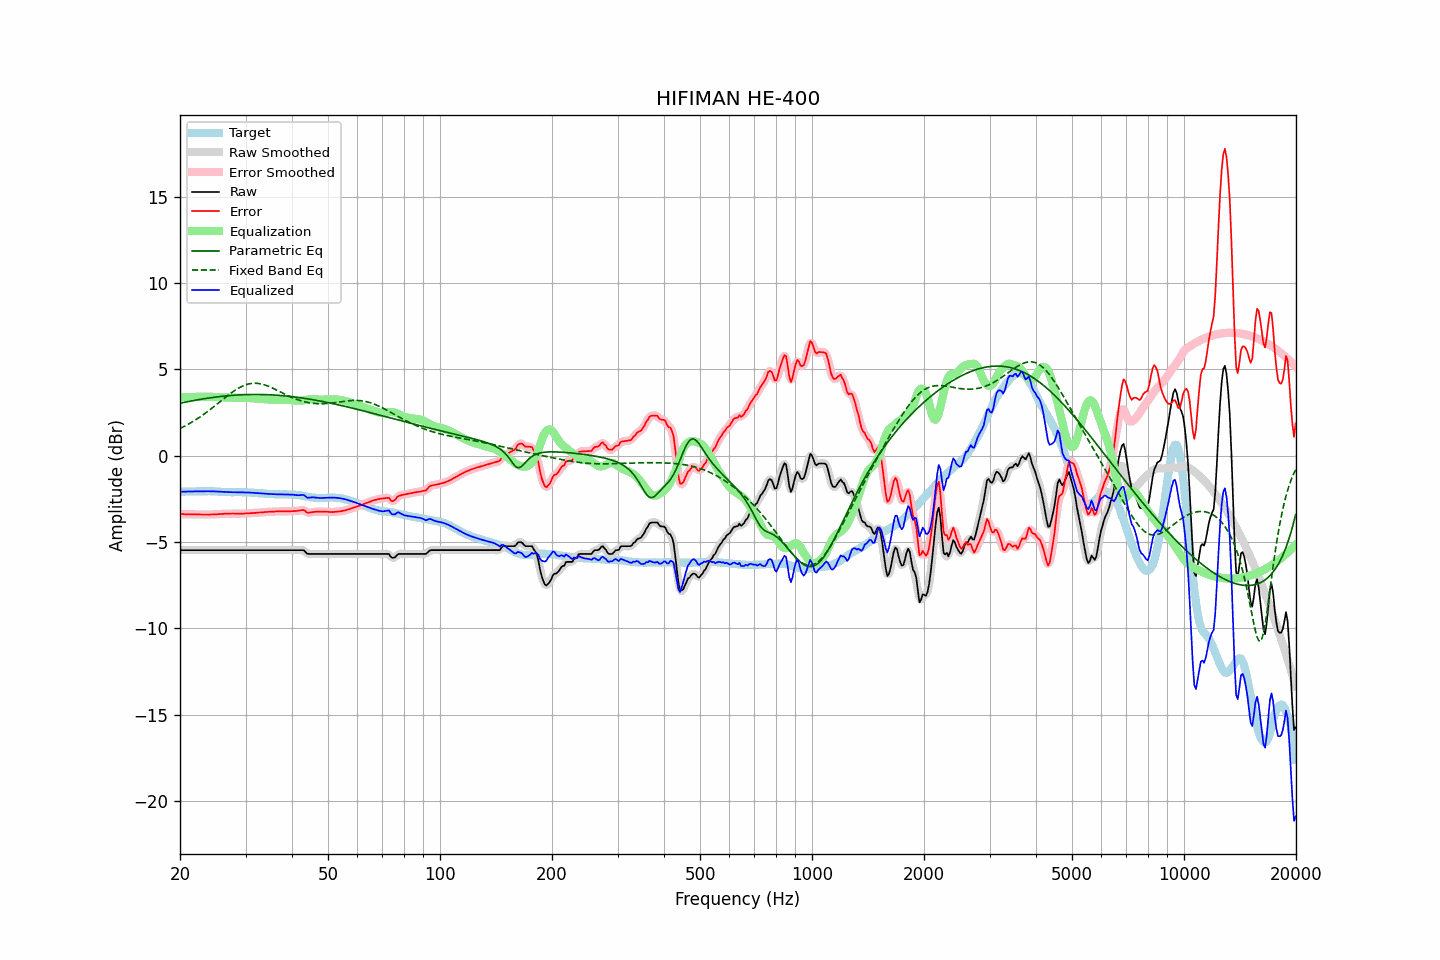 HIFIMAN HE-400
Target
Raw Smoothed
Error Smoothed
Raw
Error
Equalization
Parametric Eq
Fixed Band Eq
Equalized
Amplitude (dBr)
15
10
5
0
−5
−10
−15
−20
20 50 100 200 500 1000 2000 5000 10000 20000
Frequency (Hz)